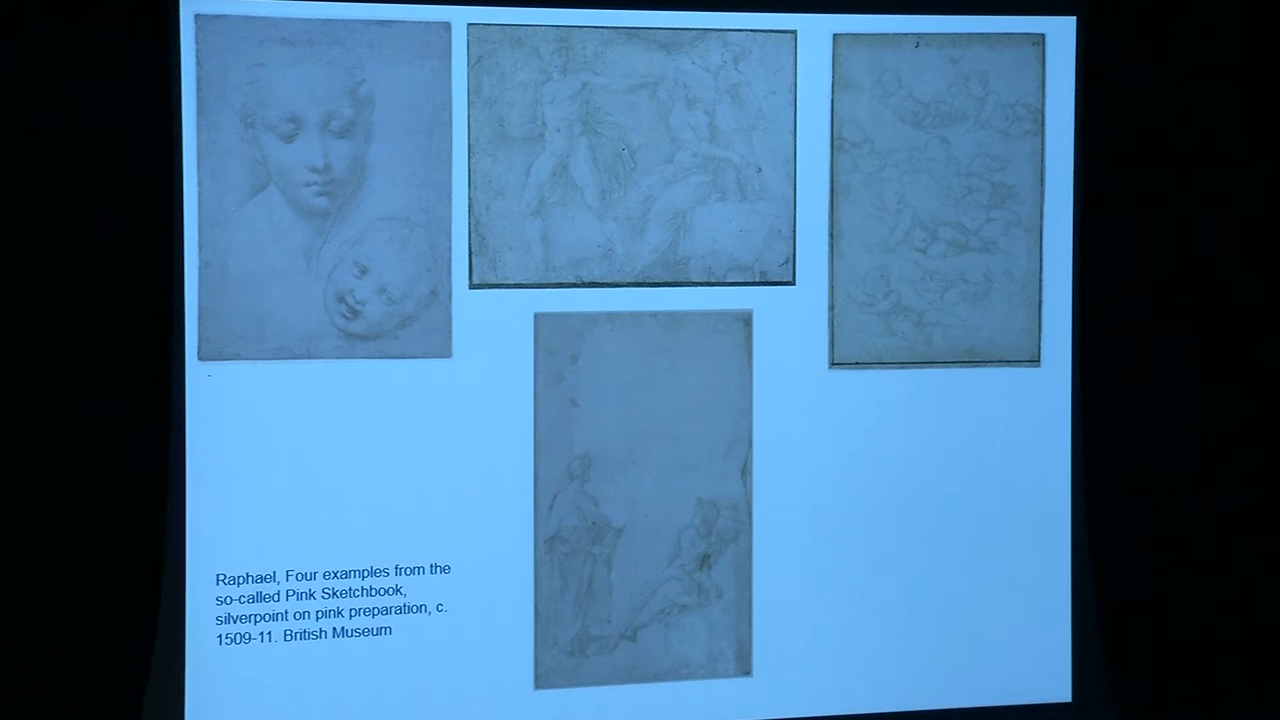 Raphael, Four examples from the
so-called Pink Sketchbook,
silverpoint on pink preparation, c.
1509-11. British Museum